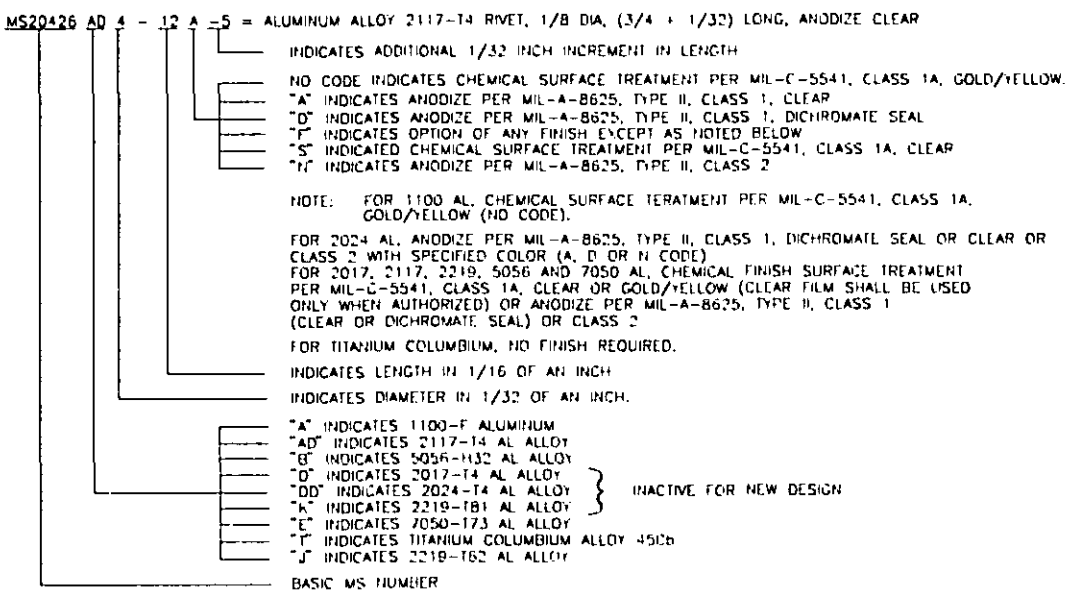 MS20426 AD 4 - 12 A -5 = ALUMINUM ALLOY 2117-T4 RIVET, 1/8 DIA, (3/4 + 1/32) LONG, ANODIZE CLEAR
INDICATES ADDITIONAL 1/32 INCH INCREMENT IN LENGTH
NO CODE INDICATES CHEMICAL SURFACE TREATMENT PER MIL-C-5541, CLASS 1A, GOLD/YELLOW.
"A" INDICATES ANODIZE PER MIL-A-8625, TYPE II, CLASS 1, CLEAR
"D" INDICATES ANODIZE PER MIL-A-8625, TYPE II, CLASS 1, DICHROMATE SEAL
"F" INDICATES OPTION OF ANY FINISH EXCEPT AS NOTED BELOW
"S" INDICATED CHEMICAL SURFACE TREATMENT PER MIL-C-5541, CLASS 1A, CLEAR
"N" INDICATES ANODIZE PER MIL-A-8625, TYPE II, CLASS 2
NOTE: FOR 1100 AL, CHEMICAL SURFACE TERATMENT PER MIL-C-5541, CLASS 1A,
GOLD/YELLOW (NO CODE).
FOR 2024 AL, ANODIZE PER MIL-A-8625, TYPE II, CLASS 1, DICHROMATE SEAL OR CLEAR OR
CLASS 2 WITH SPECIFIED COLOR (A, D OR N CODE)
FOR 2017, 2117, 2219, 5056 AND 7050 AL, CHEMICAL FINISH SURFACE TREATMENT
PER MIL-C-5541, CLASS 1A, CLEAR OR GOLD/YELLOW (CLEAR FILM SHALL BE USED
ONLY WHEN AUTHORIZED) OR ANODIZE PER MIL-A-8625, TYPE II, CLASS 1
(CLEAR OR DICHROMATE SEAL) OR CLASS 2
FOR TITANIUM COLUMBIUM, NO FINISH REQUIRED.
INDICATES LENGTH IN 1/16 OF AN INCH
INDICATES DIAMETER IN 1/32 OF AN INCH.
"A" INDICATES 1100-F ALUMINUM
"AD" INDICATES 2117-T4 AL ALLOY
"B" INDICATES 5056-H32 AL ALLOY
"D" INDICATES 2017-T4 AL ALLOY
"DD" INDICATES 2024-T4 AL ALLOY INACTIVE FOR NEW DESIGN
"K" INDICATES 2219-T81 AL ALLOY
"E" INDICATES 7050-T73 AL ALLOY
"T" INDICATES TITANIUM COLUMBIUM ALLOY 45Cb
"J" INDICATES 2219-T62 AL ALLOY
BASIC MS NUMBER